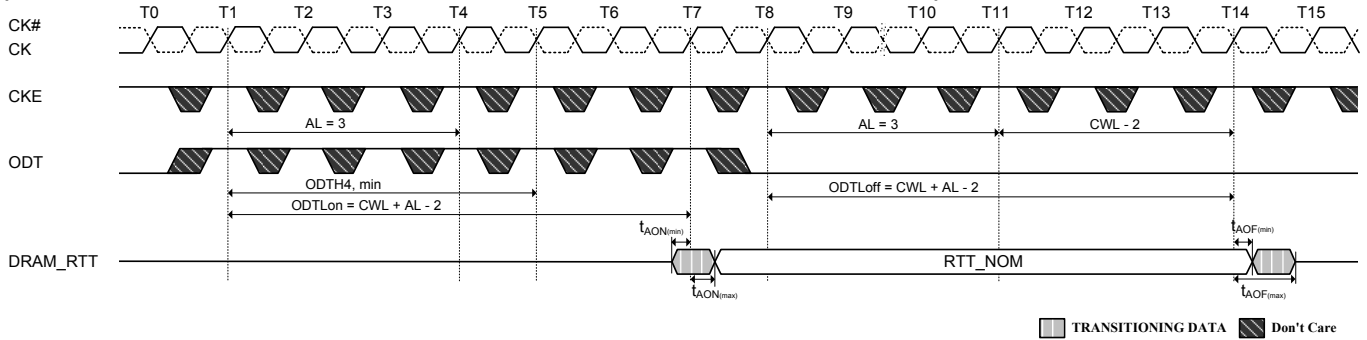 T0 T1 T2 T3 T4 T5 T6 T7 T8 T9 T10 T11 T12 T13 T14 T15
CK#
CK
CKE
AL = 3 AL = 3 CWL - 2
ODT
ODTH4, min
ODTLon = CWL + AL - 2 ODTLoff = CWL + AL - 2
tAON(min) tAOF(min)
DRAM_RTT RTT_NOM
tAON(max) tAOF(max)
TRANSITIONING DATA Don't Care